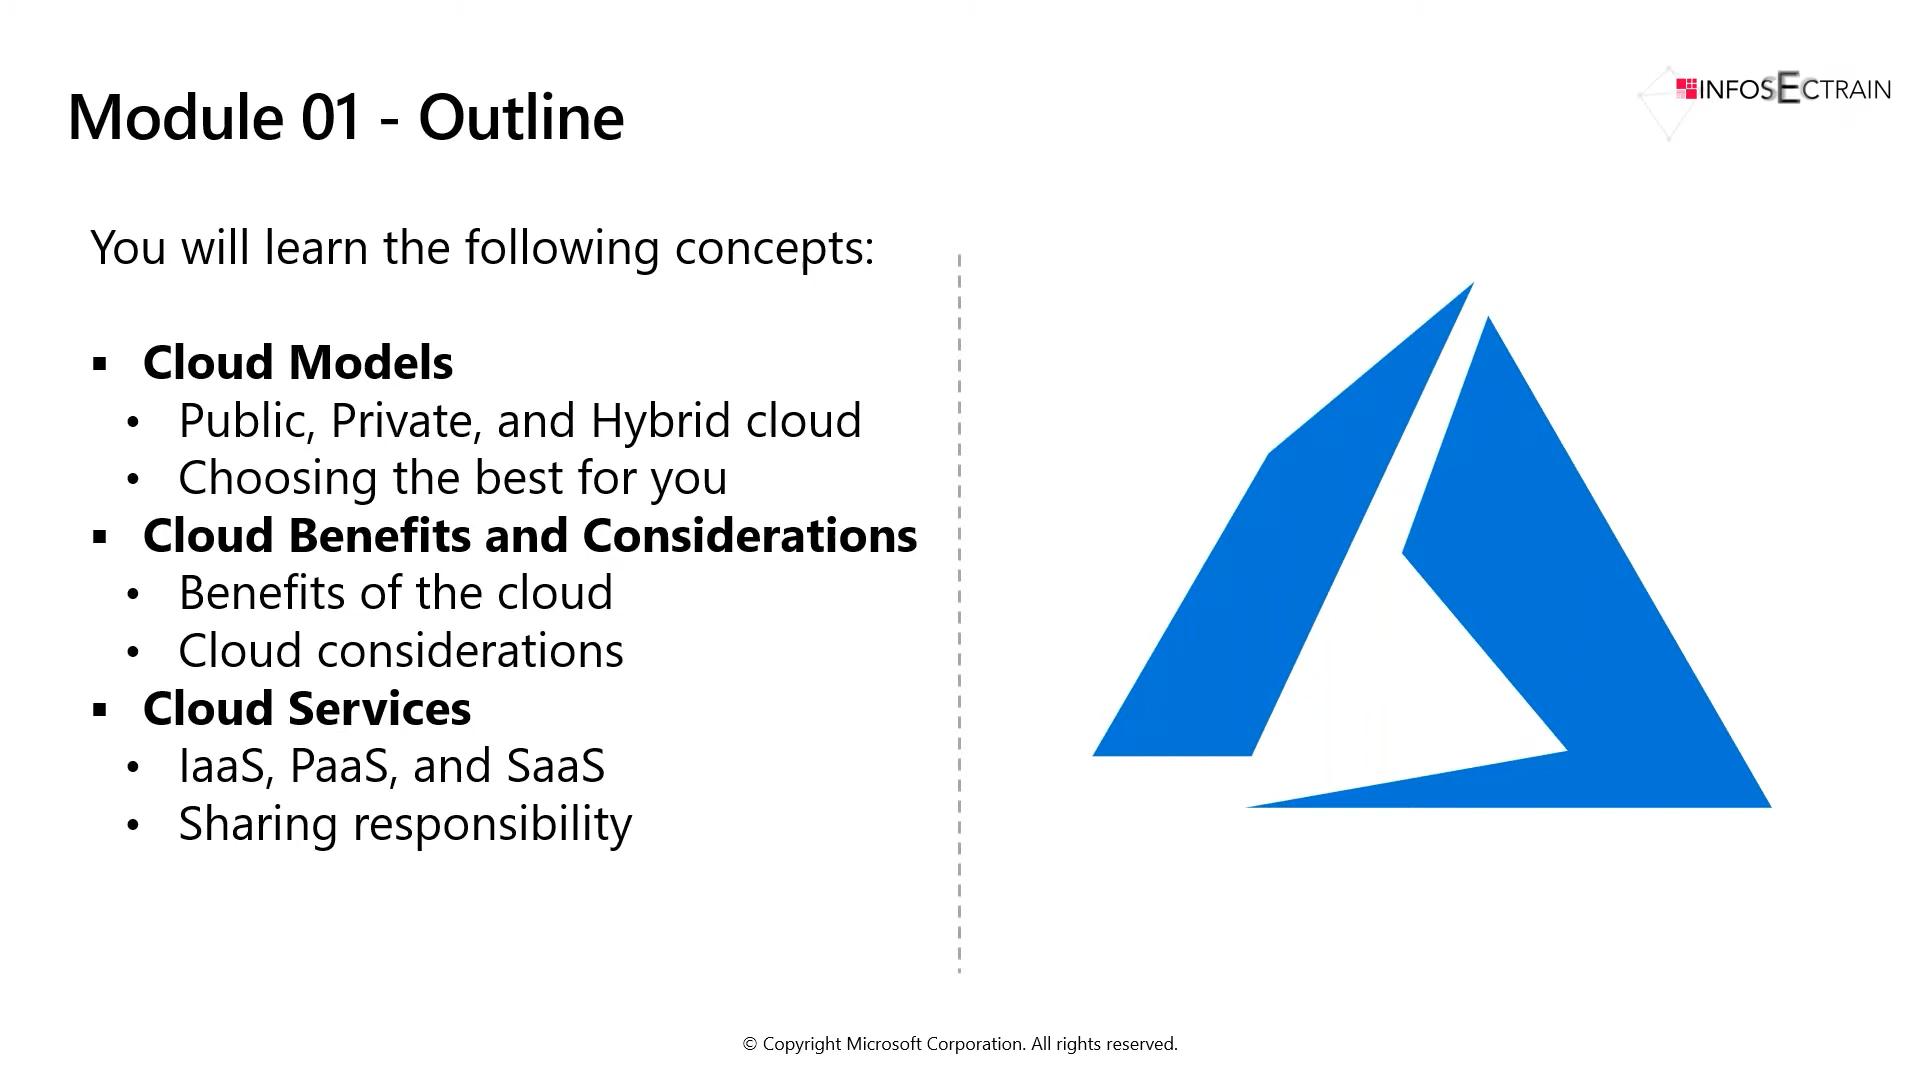 Module 01 - Outline
INFOSECTRAIN
You will learn the following concepts:
▪ Cloud Models
• Public, Private, and Hybrid cloud
• Choosing the best for you
▪ Cloud Benefits and Considerations
• Benefits of the cloud
• Cloud considerations
▪ Cloud Services
• IaaS, PaaS, and SaaS
• Sharing responsibility
© Copyright Microsoft Corporation. All rights reserved.